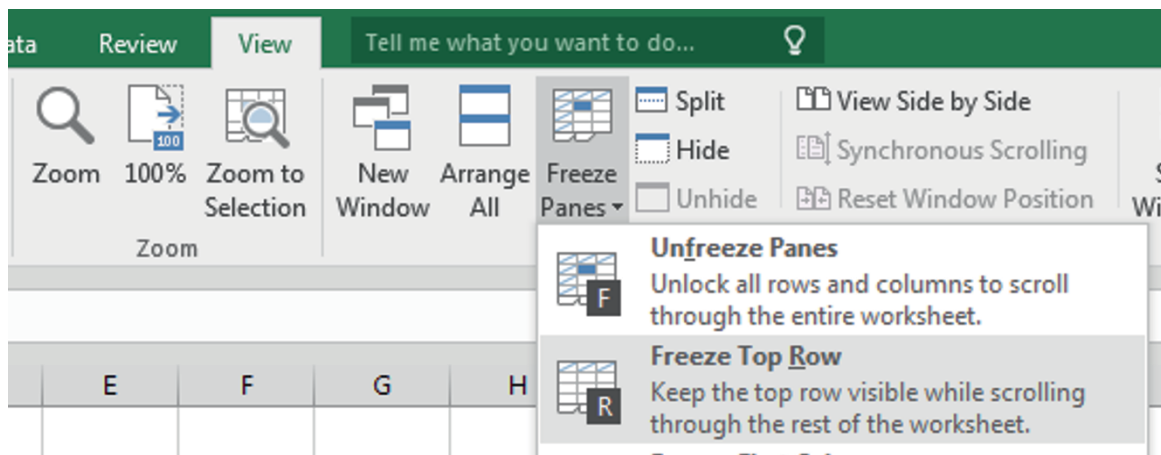 ata Review View Tell me what you want to do...
Split View Side by Side
100 Hide Synchronous Scrolling
Zoom 100% Zoom to New Arrange Freeze
Selection Window All Panes Unhide Reset Window Position Wi
Zoom
Unfreeze Panes
F Unlock all rows and columns to scroll
through the entire worksheet.
Freeze Top Row
E F G H
R Keep the top row visible while scrolling
through the rest of the worksheet.